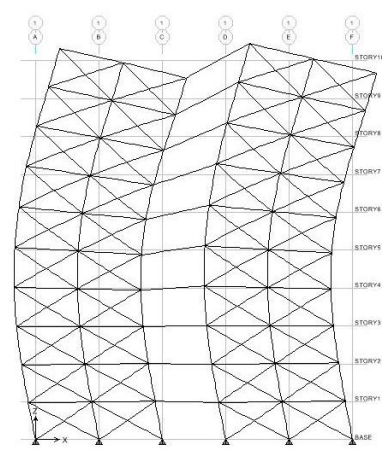 1 1 1 1 1 1
A B C D E F
STORY10
STORY9
STORY8
STORY7
STORY6
STORY5
STORY4
STORY3
STORY2
STORY1
Z
X
BASE